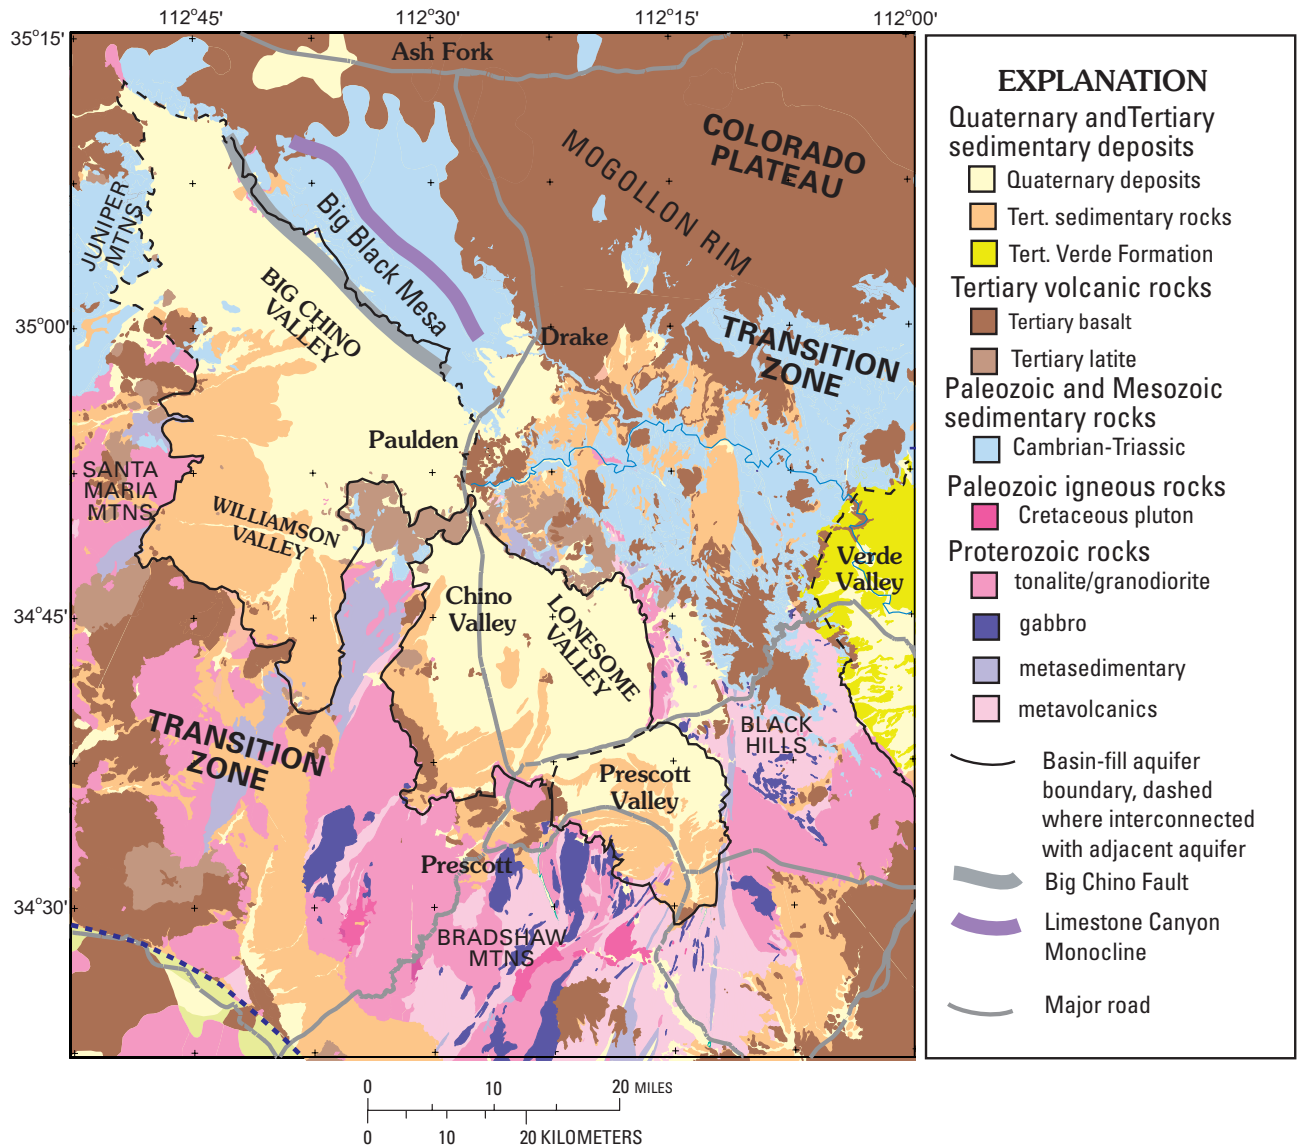 112°45'
112°30'
112°15'
112°00'
35°15'
35°00'
34°45'
34°30'
Ash Fork
COLORADO
PLATEAU
MOGOLLON RIM
JUNIPER
MTNS
Big Black Mesa
BIG CHINO
VALLEY
Drake
TRANSITION
ZONE
Paulden
SANTA
MARIA
MTNS
WILLIAMSON
VALLEY
Verde
Valley
Chino
Valley
LONESOME
VALLEY
TRANSITION
ZONE
BLACK
HILLS
Prescott
Valley
Prescott
BRADSHAW
MTNS
EXPLANATION
Quaternary andTertiary
sedimentary deposits
Quaternary deposits
Tert. sedimentary rocks
Tert. Verde Formation
Tertiary volcanic rocks
Tertiary basalt
Tertiary latite
Paleozoic and Mesozoic
sedimentary rocks
Cambrian-Triassic
Paleozoic igneous rocks
Cretaceous pluton
Proterozoic rocks
tonalite/granodiorite
gabbro
metasedimentary
metavolcanics
Basin-fill aquifer
boundary, dashed
where interconnected
with adjacent aquifer
Big Chino Fault
Limestone Canyon
Monocline
Major road
0 10 20 MILES
0 10 20 KILOMETERS